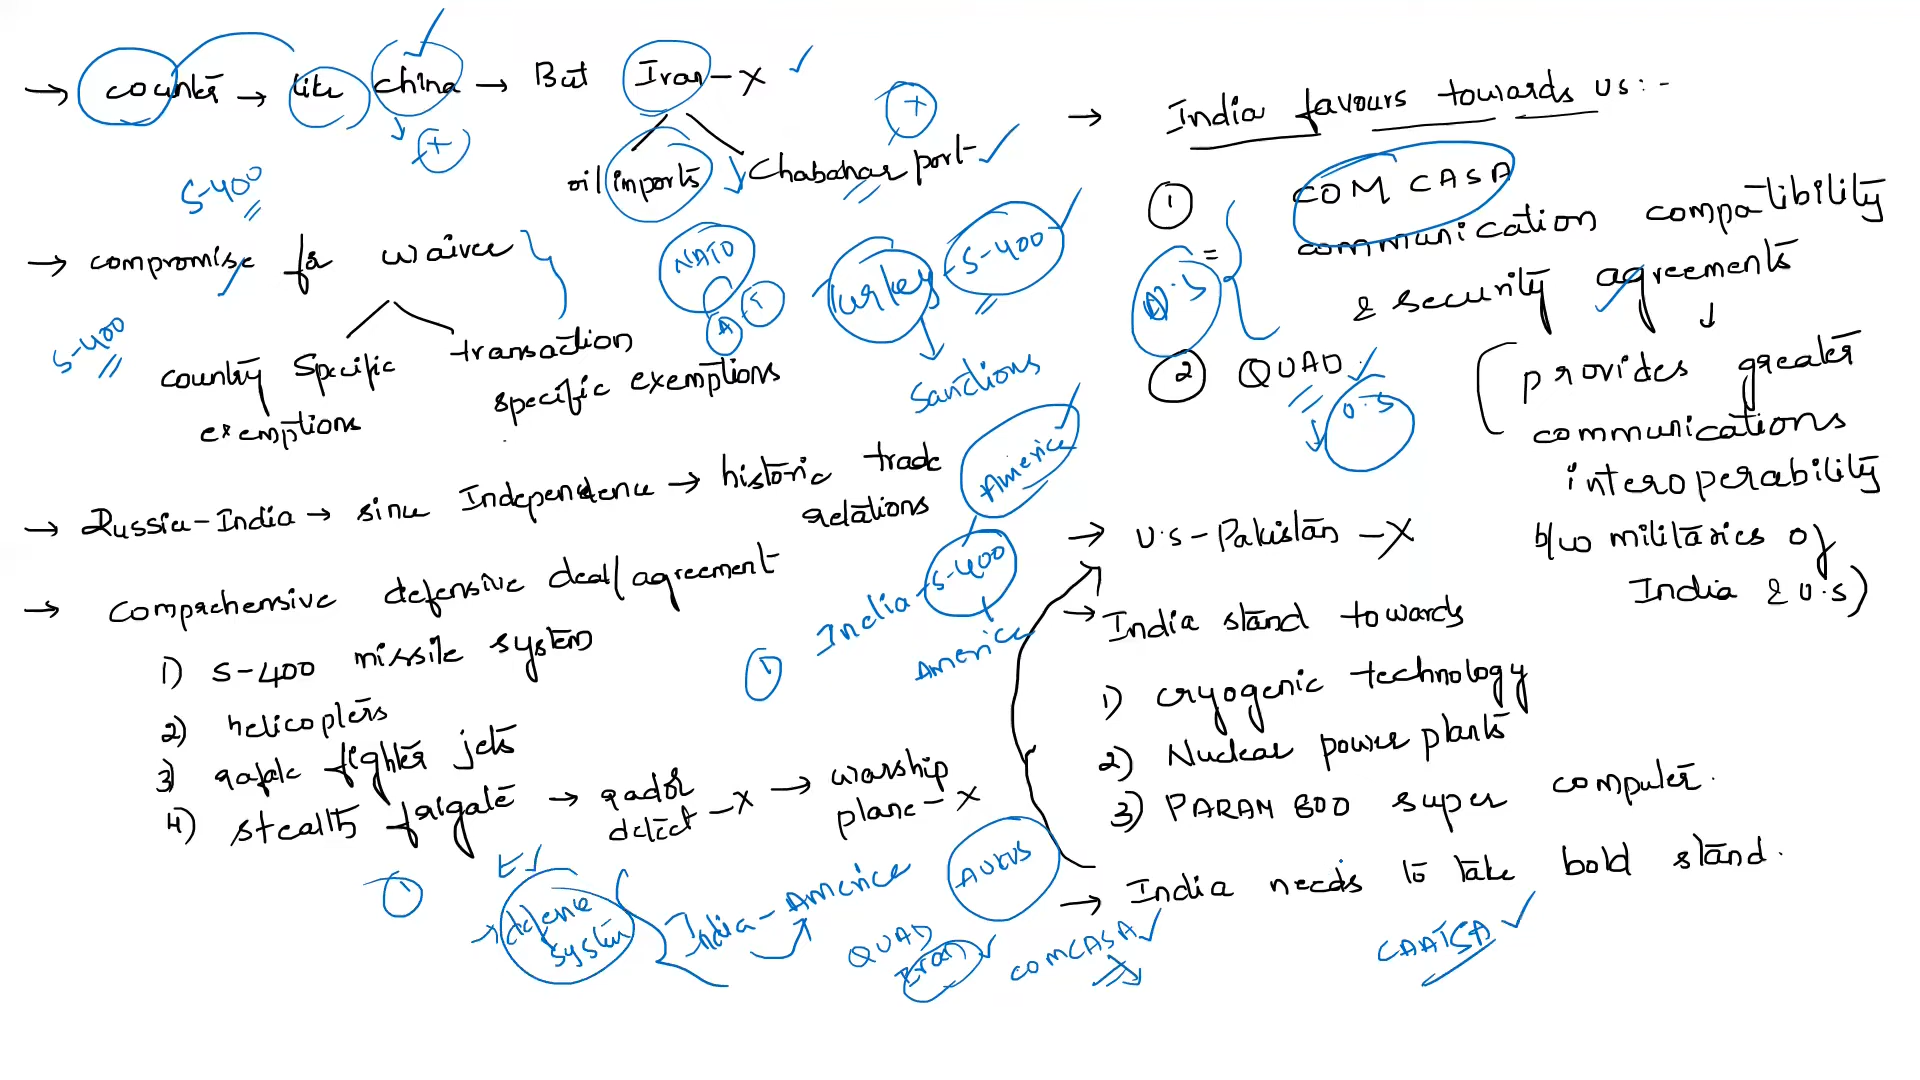 → counter → like china → But Iran - x ✓
oil imports ↓ Chabahar port ✓
+
+
S-400
→ compromise for waiver
S-400
country specific exemptions
transaction specific exemptions
NATO
A
T
Turkey - S-400
Sanctions
→ Russia-India → since Independence → historic trade relations
America
India - S-400
America
1
→ comprehensive defensive deal/agreement
1) S-400 missile system
2) helicopters
3) rafale fighter jets
4) stealth frigate → radar detect - x → warship plane - x
1
→ defence system
India - America
AUKUS
QUAD
Iran ✓
COMCASA ✓
→ India favours towards US:-
1 COMCASA
communication compatibility
& security agreements
U.S =
↓
(provides greater
communications
interoperability
b/w militaries of
India & U.S)
2 QUAD ✓
U.S
→ U.S - Pakistan - X
→ India stand towards
1) cryogenic technology
2) Nuclear power plants
3) PARAM 800 super computer.
→ India needs to take bold stand.
CAATSA ✓